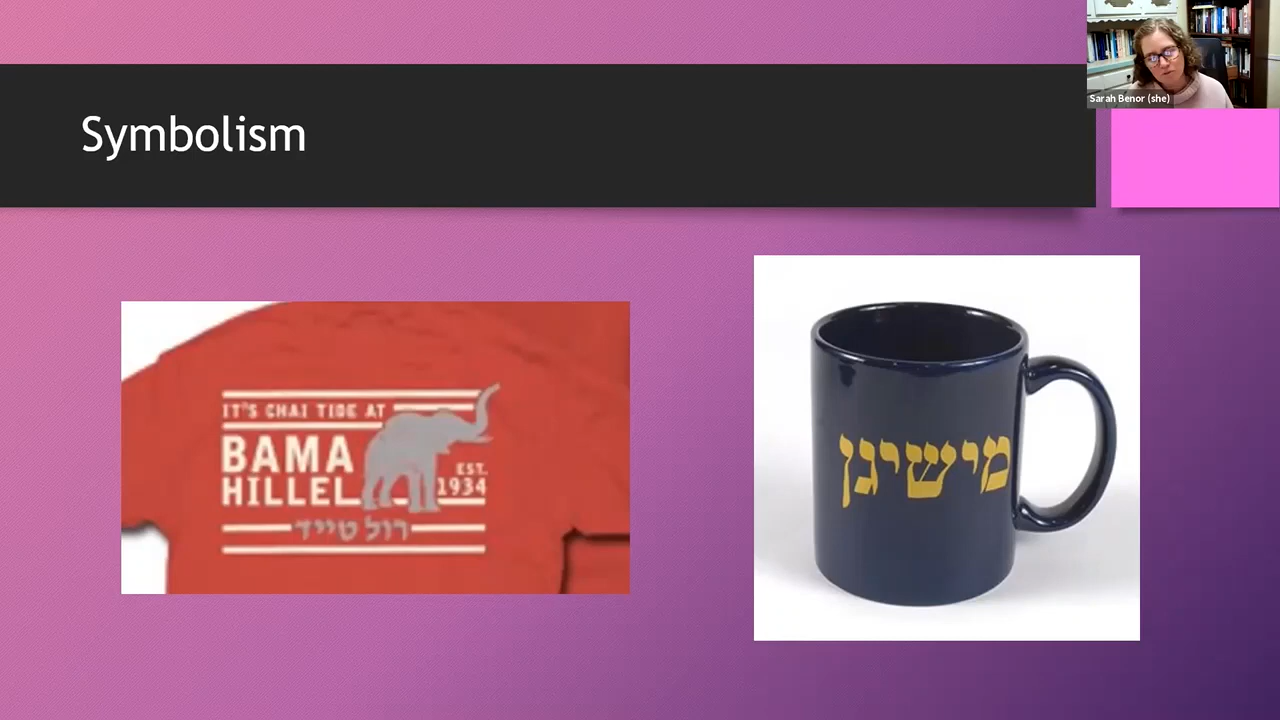 Symbolism
Sarah Benor (she)
IT'S CHAI TIDE AT
BAMA
HILLEL
EST.
1934
רול טייד
מישיגן